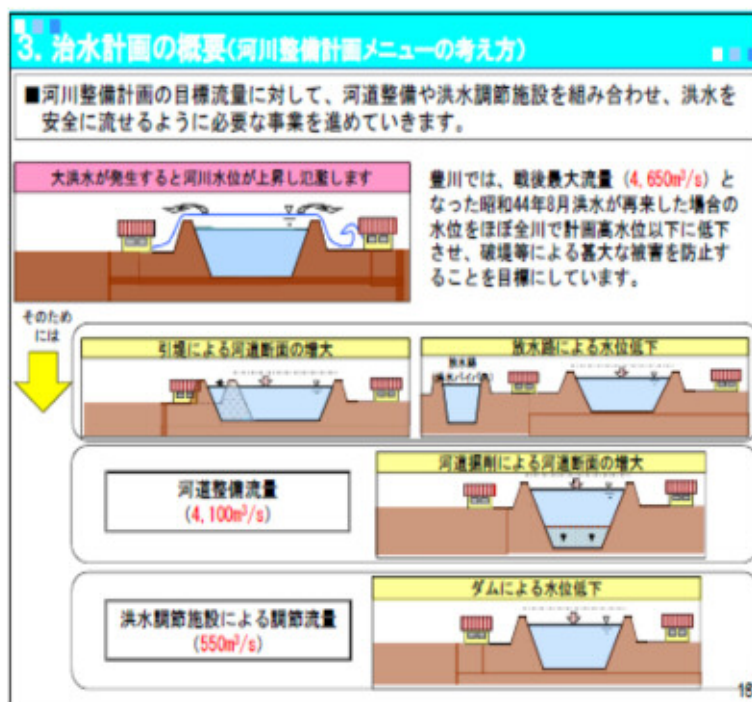 3. 治水計画の概要(河川整備計画メニューの考え方)
■河川整備計画の目標流量に対して、河道整備や洪水調節施設を組み合わせ、洪水を
安全に流せるように必要な事業を進めていきます。
大洪水が発生すると河川水位が上昇し氾濫します
豊川では、戦後最大流量(4,650m³/s)と
なった昭和44年8月洪水が再来した場合の
水位をほぼ全川で計画高水位以下に低下
させ、破堤等による甚大な被害を防止す
ることを目標にしています。
そのため
には
引堤による河道断面の増大
放水路による水位低下
放水路
河道掘削による河道断面の増大
河道整備流量
(4,100m³/s)
ダムによる水位低下
洪水調節施設による調節流量
(550m³/s)
18